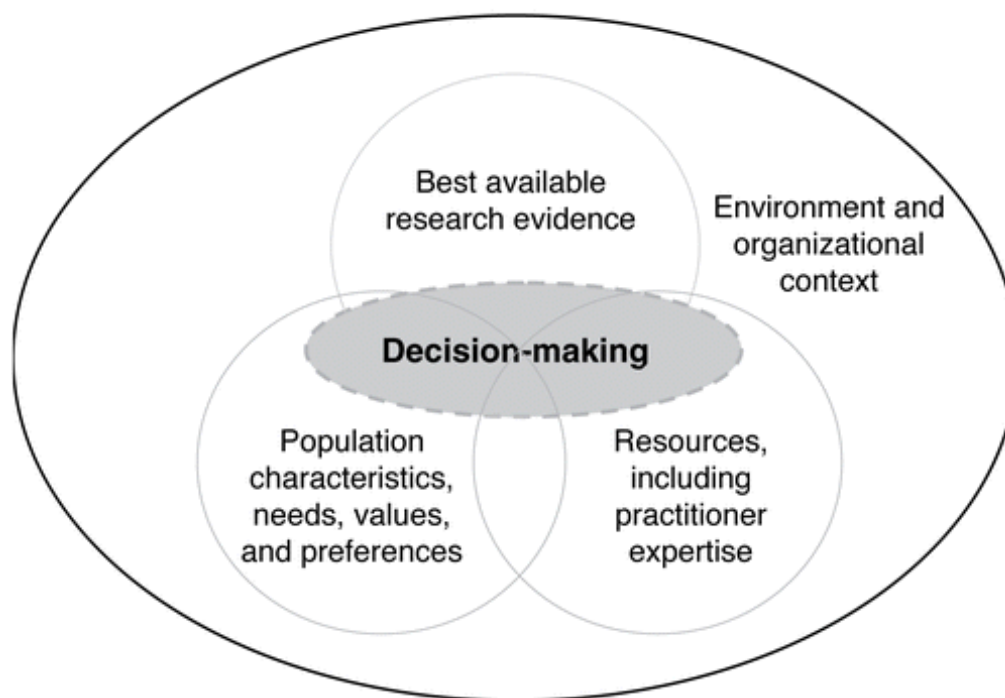 Best available
research evidence
Environment and
organizational
context
Decision-making
Population
characteristics,
needs, values,
and preferences
Resources,
including
practitioner
expertise